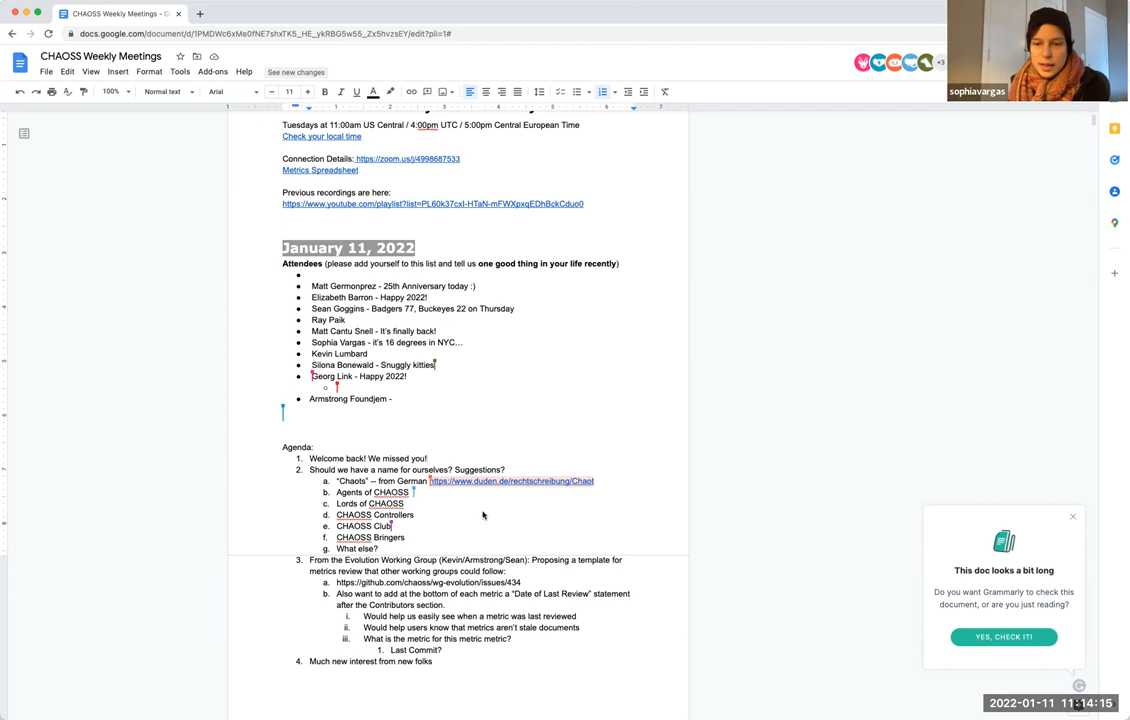 CHAOSS Weekly Meetings - G
docs.google.com/document/d/1PMDWc6xMe0fNE7shxTK5_HE_ykRBG5w55_Zx5hvzsEY/edit?pli=1#
sophiavargas
CHAOSS Weekly Meetings
File Edit View Insert Format Tools Add-ons Help See new changes
+3
100% Normal text Arial 11
Tuesdays at 11:00am US Central / 4:00pm UTC / 5:00pm Central European Time
Check your local time
Connection Details: https://zoom.us/j/4998687533
Metrics Spreadsheet
Previous recordings are here:
https://www.youtube.com/playlist?list=PL60k37cxI-HTaN-mFWXpxqEDhBckCduo0
January 11, 2022
Attendees (please add yourself to this list and tell us one good thing in your life recently)
Matt Germonprez - 25th Anniversary today :)
Elizabeth Barron - Happy 2022!
Sean Goggins - Badgers 77, Buckeyes 22 on Thursday
Ray Paik
Matt Cantu Snell - It's finally back!
Sophia Vargas - it's 16 degrees in NYC...
Kevin Lumbard
Silona Bonewald - Snuggly kitties
Georg Link - Happy 2022!
Armstrong Foundjem -
Agenda:
1. Welcome back! We missed you!
2. Should we have a name for ourselves? Suggestions?
a. “Chaots” -- from German https://www.duden.de/rechtschreibung/Chaot
b. Agents of CHAOSS
c. Lords of CHAOSS
d. CHAOSS Controllers
e. CHAOSS Club
f. CHAOSS Bringers
g. What else?
3. From the Evolution Working Group (Kevin/Armstrong/Sean): Proposing a template for
metrics review that other working groups could follow:
a. https://github.com/chaoss/wg-evolution/issues/434
b. Also want to add at the bottom of each metric a “Date of Last Review” statement
after the Contributors section.
i. Would help us easily see when a metric was last reviewed
ii. Would help users know that metrics aren't stale documents
iii. What is the metric for this metric metric?
1. Last Commit?
4. Much new interest from new folks
This doc looks a bit long
Do you want Grammarly to check this
document, or are you just reading?
YES, CHECK IT!
2022-01-11 11:14:15